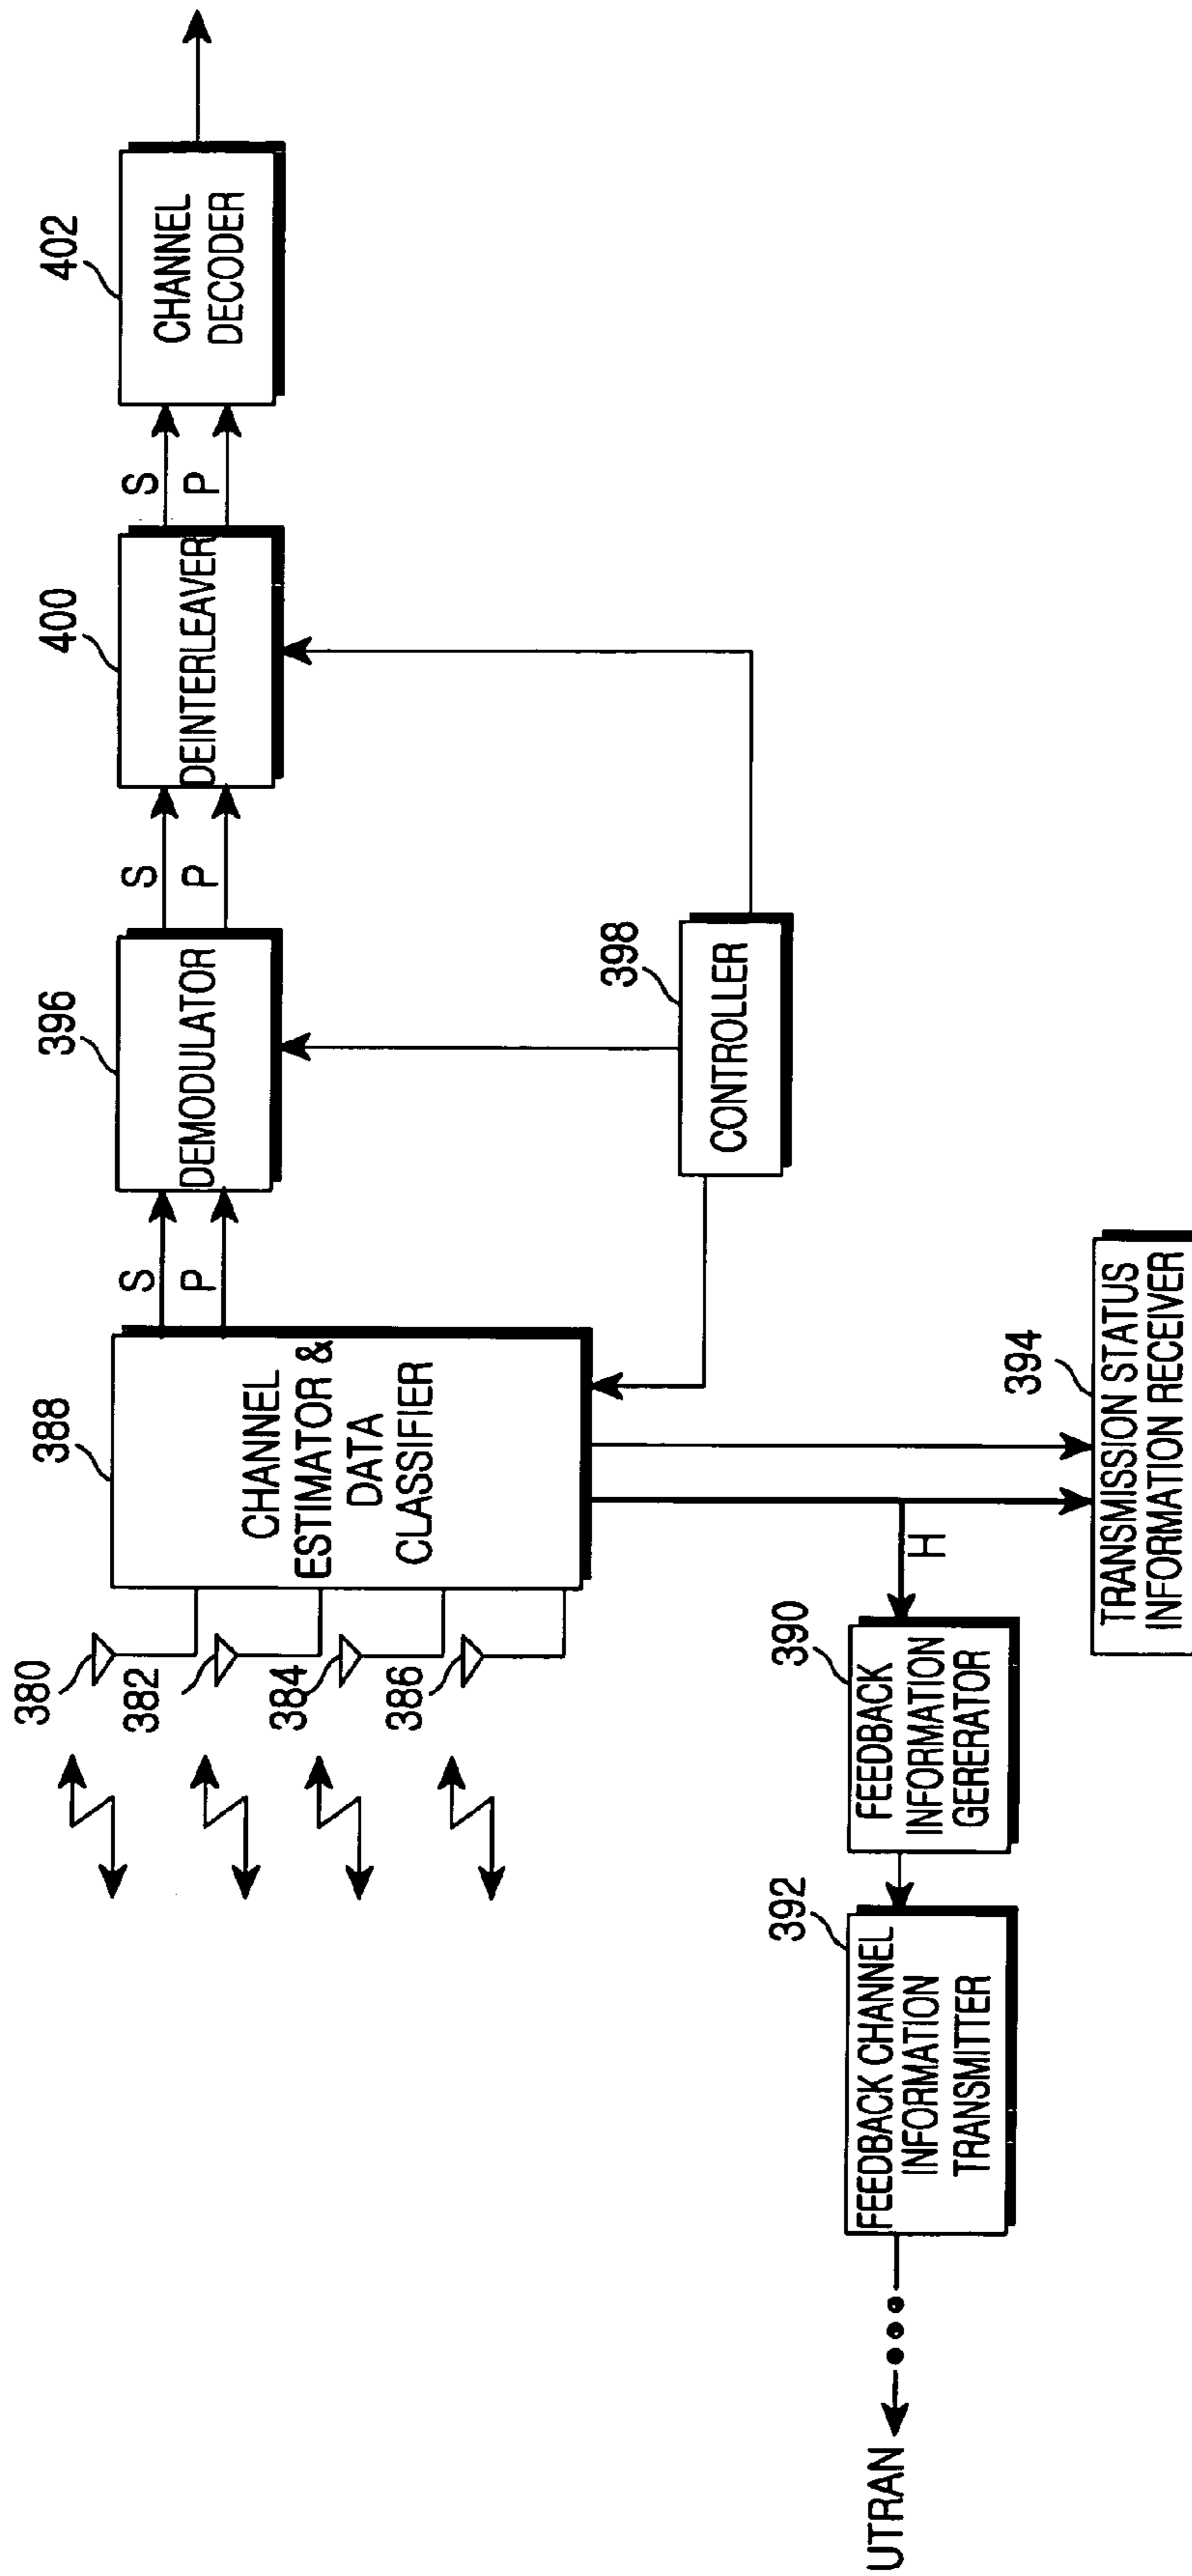 380
382
384
386
388
CHANNEL
ESTIMATOR &
DATA
CLASSIFIER
S
P
396
DEMODULATOR
S
P
400
DEINTERLEAVER
S
P
402
CHANNEL
DECODER
398
CONTROLLER
H
UTRAN
392
FEEDBACK CHANNEL
INFORMATION
TRANSMITTER
390
FEEDBACK
INFORMATION
GERERATOR
394
TRANSMISSION STATUS
INFORMATION RECEIVER